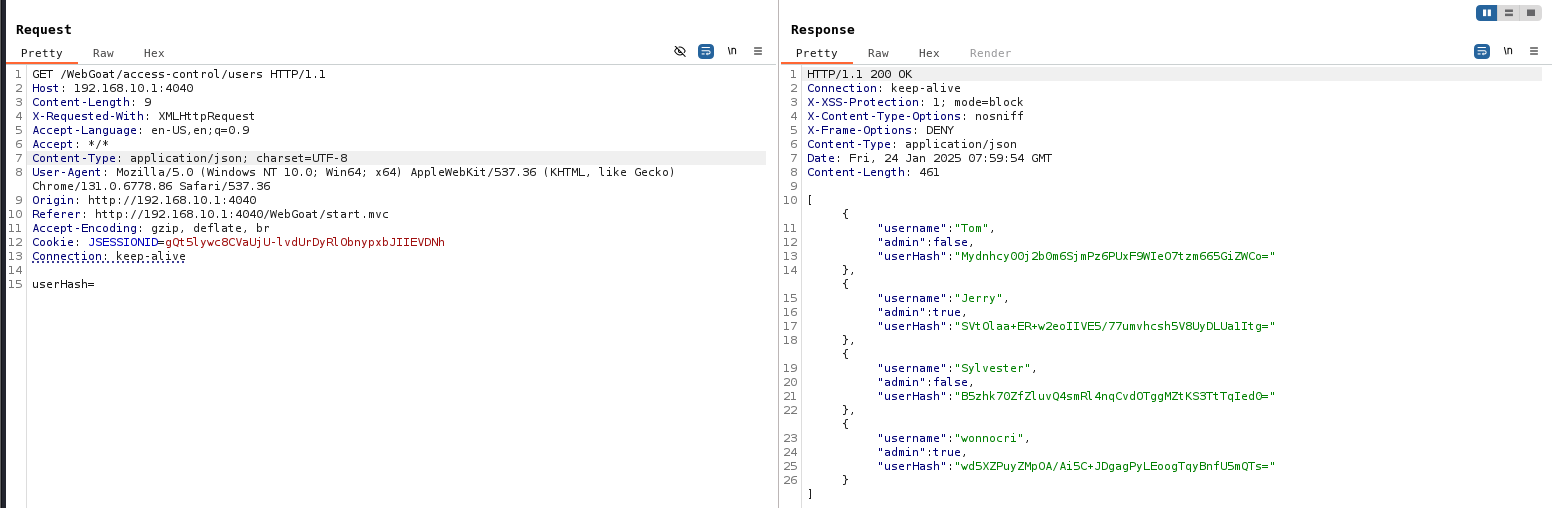 Request
Pretty Raw Hex
\n
1 GET /WebGoat/access-control/users HTTP/1.1
2 Host: 192.168.10.1:4040
3 Content-Length: 9
4 X-Requested-With: XMLHttpRequest
5 Accept-Language: en-US,en;q=0.9
6 Accept: */*
7 Content-Type: application/json; charset=UTF-8
8 User-Agent: Mozilla/5.0 (Windows NT 10.0; Win64; x64) AppleWebKit/537.36 (KHTML, like Gecko)
Chrome/131.0.6778.86 Safari/537.36
9 Origin: http://192.168.10.1:4040
10 Referer: http://192.168.10.1:4040/WebGoat/start.mvc
11 Accept-Encoding: gzip, deflate, br
12 Cookie: JSESSIONID=gQt5lywc8CVaUjU-lvdUrDyRlObnypxbJIIEVDNh
13 Connection: keep-alive
14
15 userHash=
Response
Pretty Raw Hex Render
\n
1 HTTP/1.1 200 OK
2 Connection: keep-alive
3 X-XSS-Protection: 1; mode=block
4 X-Content-Type-Options: nosniff
5 X-Frame-Options: DENY
6 Content-Type: application/json
7 Date: Fri, 24 Jan 2025 07:59:54 GMT
8 Content-Length: 461
9
10 [
{
11 "username":"Tom",
12 "admin":false,
13 "userHash":"Mydnhcy00j2b0m6SjmPz6PUxF9WIeO7tzm665GiZWCo="
14 },
{
15 "username":"Jerry",
16 "admin":true,
17 "userHash":"SVtOlaa+ER+w2eoIIVE5/77umvhcsh5V8UyDLUa1Itg="
18 },
{
19 "username":"Sylvester",
20 "admin":false,
21 "userHash":"B5zhk70ZfZluvQ4smRl4nqCvdOTggMZtKS3TtTqIed0="
22 },
{
23 "username":"wonnocri",
24 "admin":true,
25 "userHash":"wd5XZPuyZMpOA/Ai5C+JDgagPyLEoogTqyBnfU5mQTs="
26 }
]